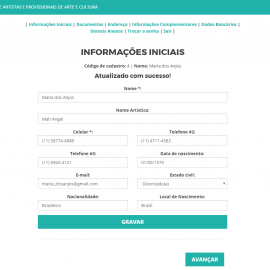 E ARTISTAS E PROFISSIONAIS DE ARTE E CULTURA
| Informações Iniciais | Documentos | Endereço | Informações Complementares | Dados Bancários |
Demais Anexos | Trocar a senha | Sair |
INFORMAÇÕES INICIAIS
Código de cadastro: 4 | Nome: Maria dos Anjos
Atualizado com sucesso!
Nome *:
Maria dos Anjos
Nome Artístico:
Mah Angel
Celular *: Telefone #2:
(11) 98774-4888 (11) 4711-4583
Telefone #3: Data de nascimento:
(11) 9844-4121 01/05/1970
E-mail: Estado civil:
maria_dosanjos@gmail.com Divorciado(a)
Nacionalidade: Local de Nascimento:
Brasileira Brasil
GRAVAR
AVANÇAR